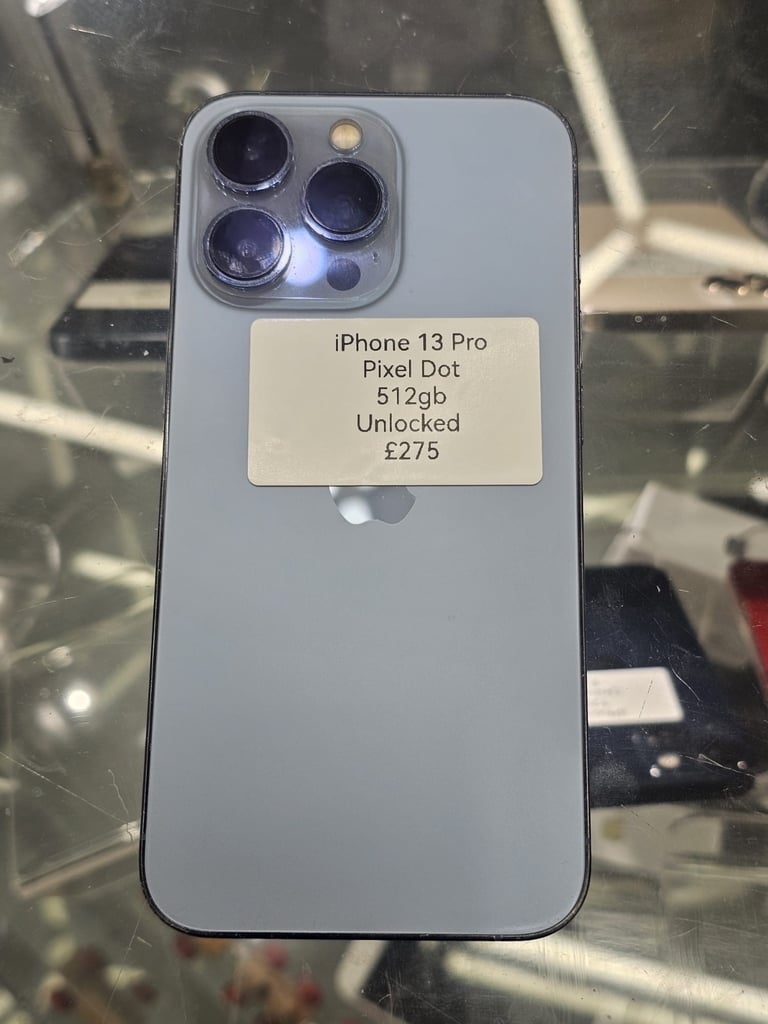 iPhone 13 Pro
Pixel Dot
512gb
Unlocked
£275